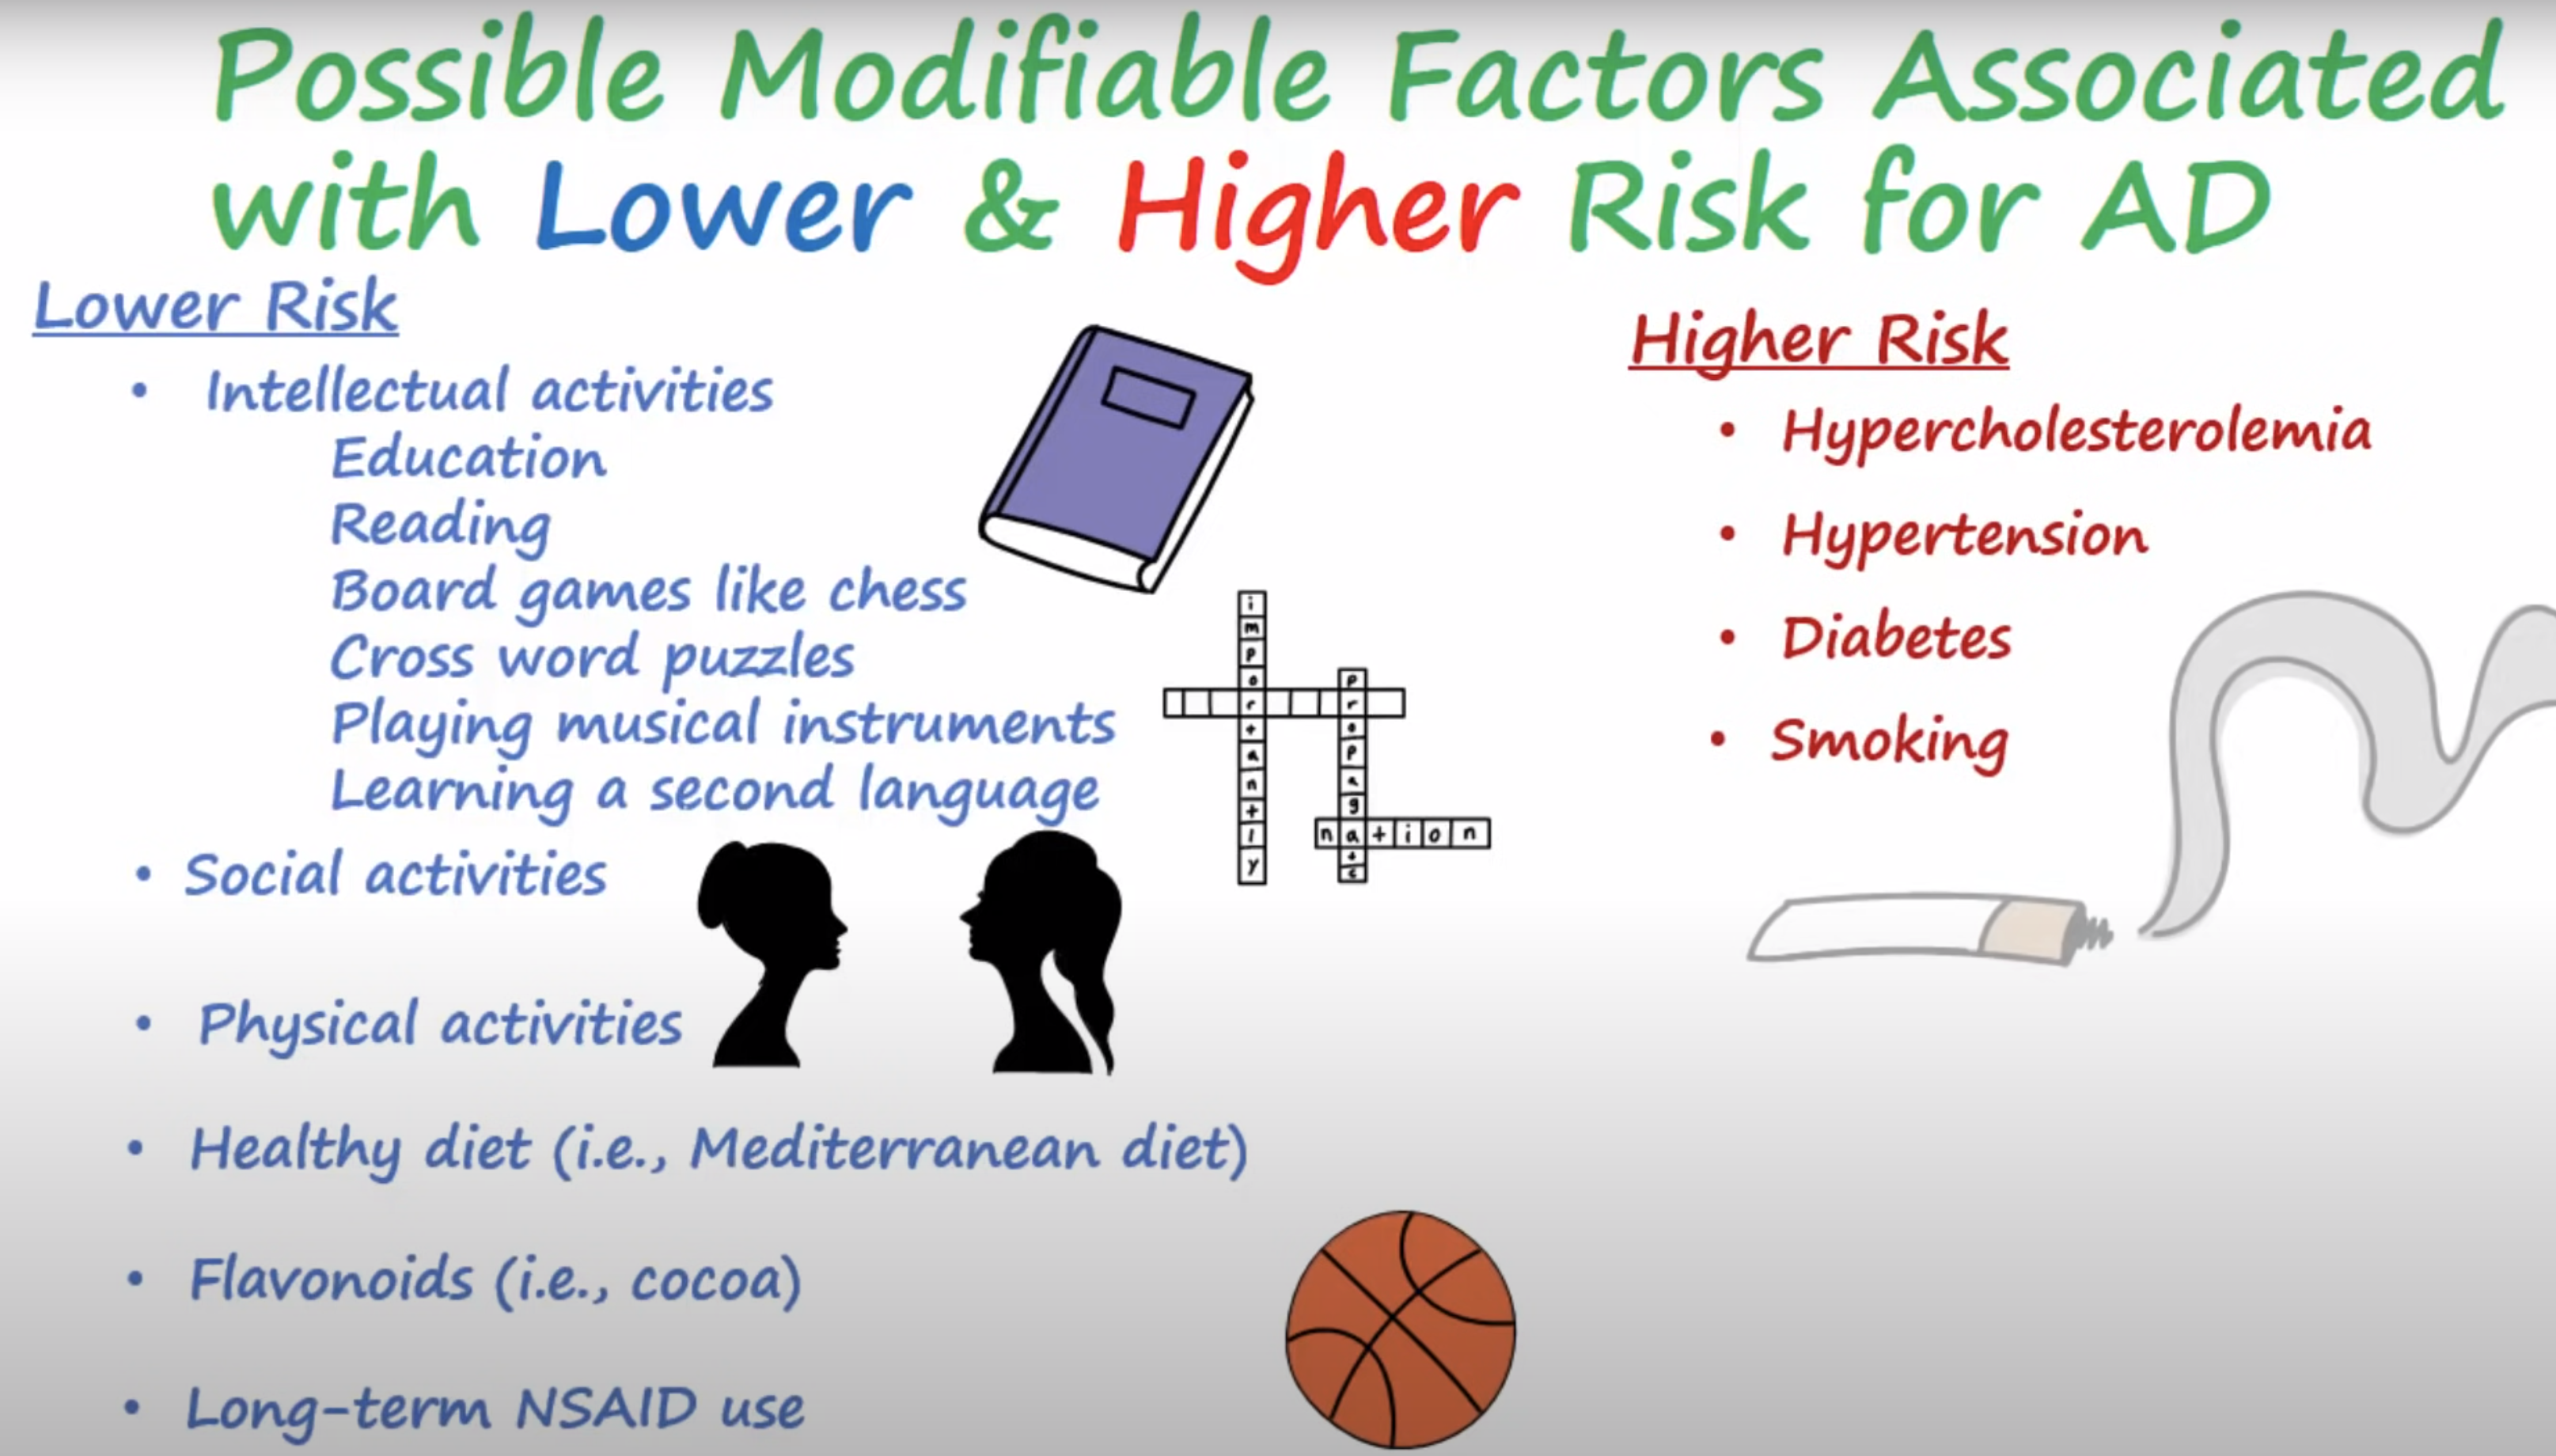 Possible Modifiable Factors Associated
with Lower & Higher Risk for AD
Lower Risk
• Intellectual activities
Education
Reading
Board games like chess
Cross word puzzles
Playing musical instruments
Learning a second language
• Social activities
• Physical activities
• Healthy diet (i.e., Mediterranean diet)
• Flavonoids (i.e., cocoa)
• Long-term NSAID use
importantly
nation
Higher Risk
• Hypercholesterolemia
• Hypertension
• Diabetes
• Smoking